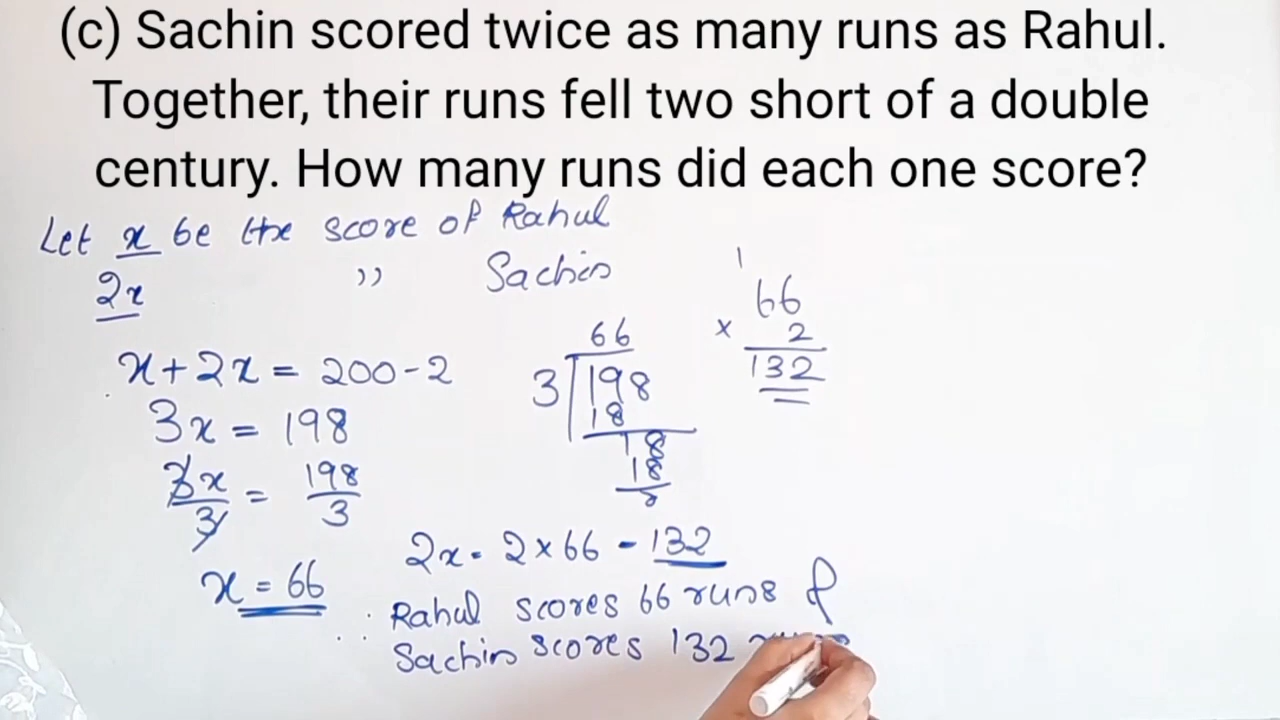 (c) Sachin scored twice as many runs as Rahul.
Together, their runs fell two short of a double
century. How many runs did each one score?
Let x be the score of Rahul
2x ,, Sachin
x + 2x = 200 - 2
3x = 198
3x/3 = 198/3
x = 66
66
3 198
18
18
18
1
66
x 2
132
2x = 2 x 66 = 132
∴ Rahul scores 66 runs &
Sachin scores 132